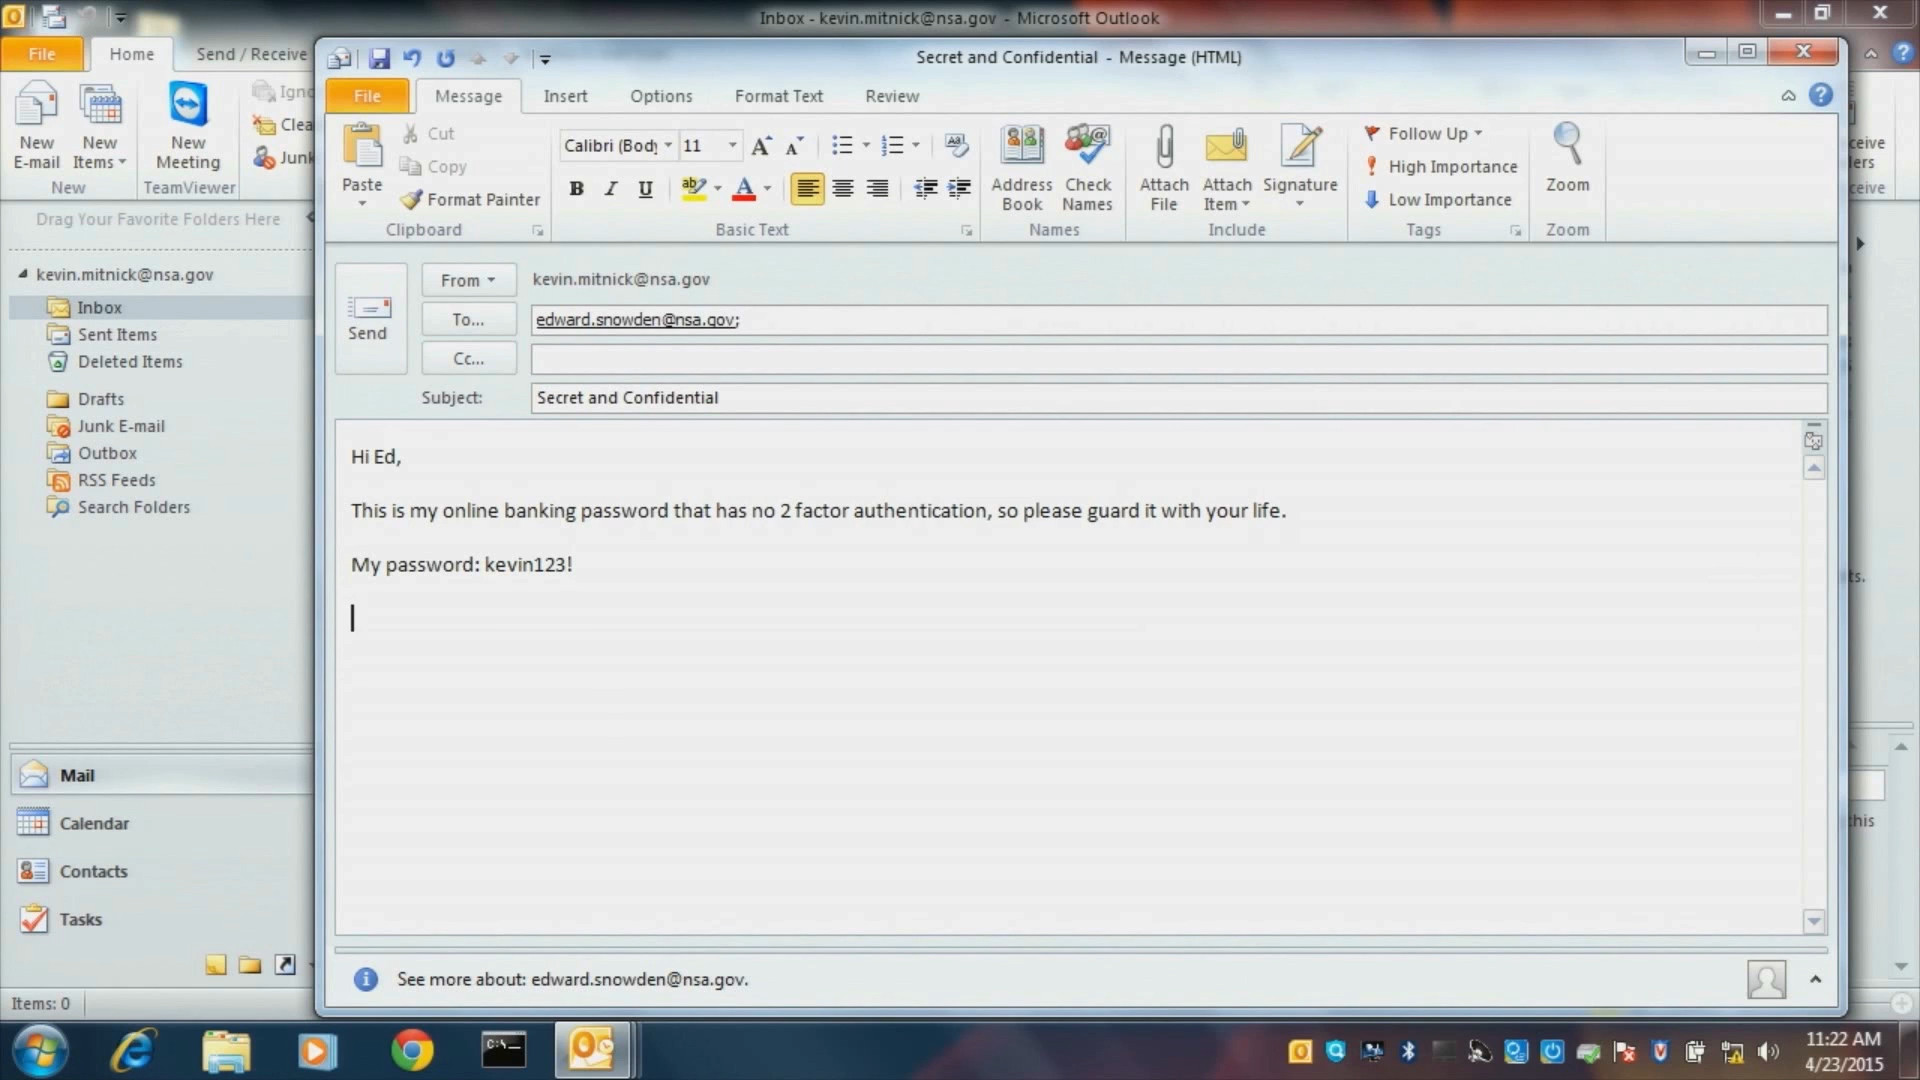 Inbox - kevin.mitnick@nsa.gov - Microsoft Outlook
File Home Send / Receive
New E-mail
New Items
New Meeting
Clea
Junk
New
TeamViewer
Drag Your Favorite Folders Here
kevin.mitnick@nsa.gov
Inbox
Sent Items
Deleted Items
Drafts
Junk E-mail
Outbox
RSS Feeds
Search Folders
Mail
Calendar
Contacts
Tasks
Items: 0
Secret and Confidential - Message (HTML)
File Message Insert Options Format Text Review
Paste
Cut
Copy
Format Painter
Clipboard
Calibri (Body 11
B I U
Basic Text
Address Book
Check Names
Names
Attach File
Attach Item
Signature
Include
Follow Up
High Importance
Low Importance
Tags
Zoom
Zoom
Send
From kevin.mitnick@nsa.gov
To... edward.snowden@nsa.gov;
Cc...
Subject: Secret and Confidential
Hi Ed,
This is my online banking password that has no 2 factor authentication, so please guard it with your life.
My password: kevin123!
See more about: edward.snowden@nsa.gov.
11:22 AM
4/23/2015